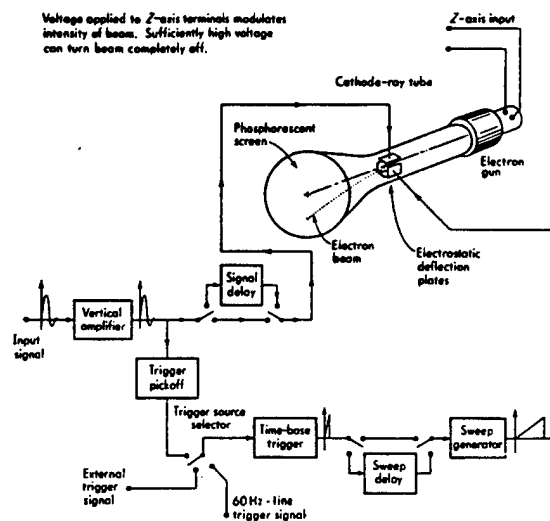 Voltage applied to Z-axis terminals modulates
intensity of beam. Sufficiently high voltage
can turn beam completely off.
Z-axis input
Cathode-ray tube
Phosphorescent
screen
Electron
gun
Electron
beam
Electrostatic
deflection
plates
Signal
delay
Vertical
amplifier
Input
signal
Trigger
pickoff
Trigger source
selector
Time-base
trigger
Sweep
generator
Sweep
delay
External
trigger
signal
60 Hz-line
trigger signal